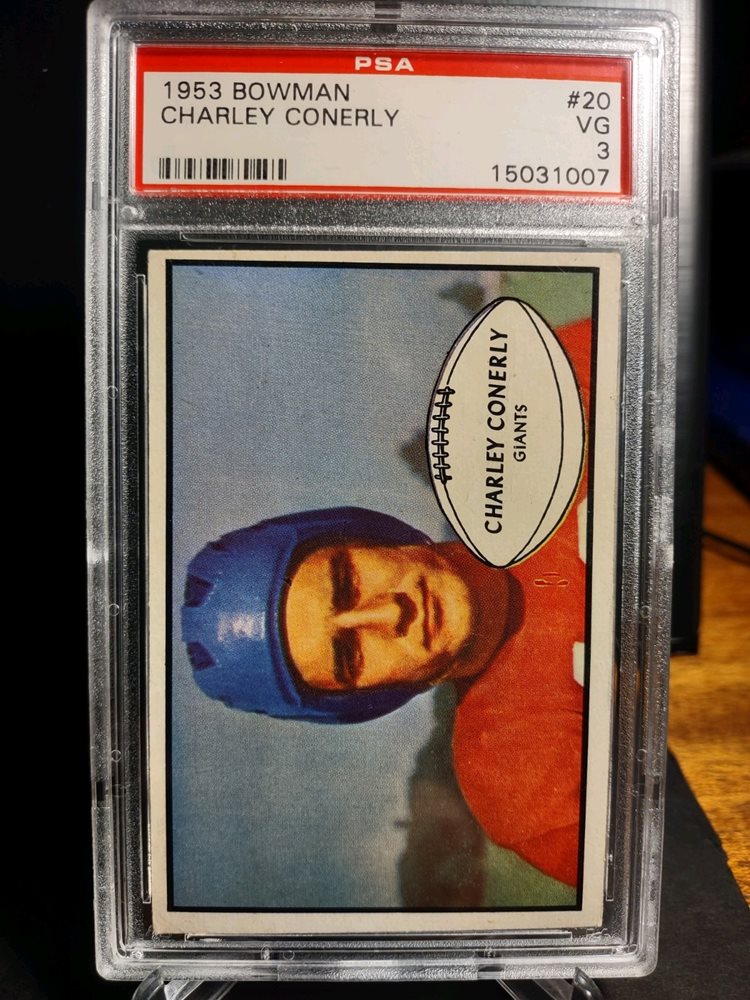 PSA
1953 BOWMAN
CHARLEY CONERLY
#20
VG
3
15031007
CHARLEY CONERLY
GIANTS